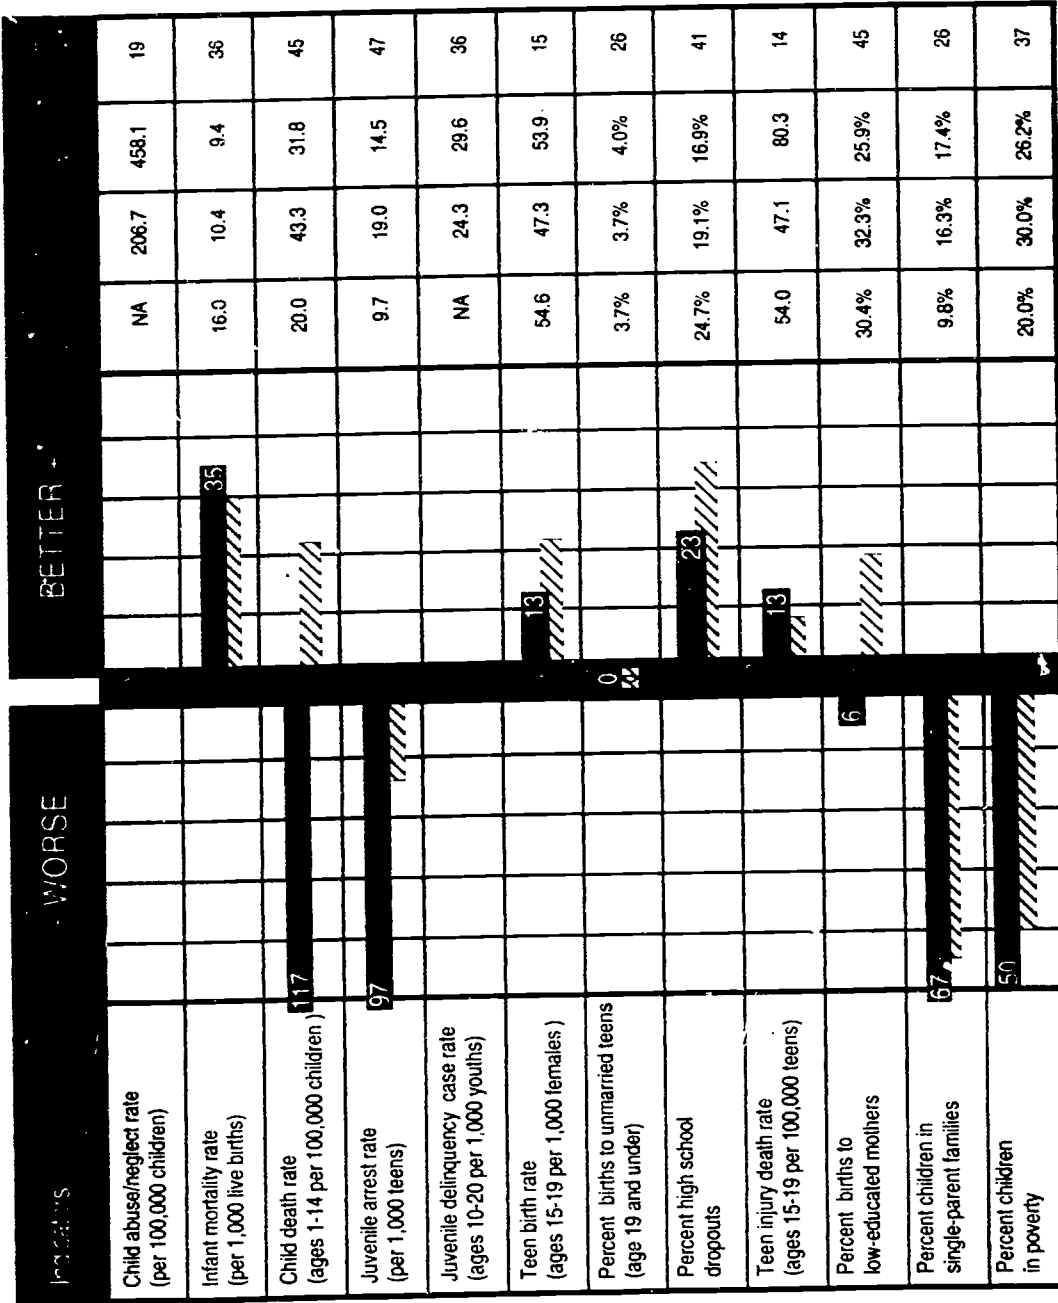 Indicators - WORSE BETTER +
Child abuse/neglect rate
(per 100,000 children)
NA 206.7 458.1 19
Infant mortality rate
(per 1,000 live births)
35 16.0 10.4 9.4 36
Child death rate
(ages 1-14 per 100,000 children )
117 20.0 43.3 31.8 45
Juvenile arrest rate
(per 1,000 teens)
97 9.7 19.0 14.5 47
Juvenile delinquency case rate
(ages 10-20 per 1,000 youths)
NA 24.3 29.6 36
Teen birth rate
(ages 15-19 per 1,000 females )
13 54.6 47.3 53.9 15
Percent births to unmarried teens
(age 19 and under)
0 3.7% 3.7% 4.0% 26
Percent high school
dropouts
23 24.7% 19.1% 16.9% 41
Teen injury death rate
(ages 15-19 per 100,000 teens)
13 54.0 47.1 80.3 14
Percent births to
low-educated mothers
6 30.4% 32.3% 25.9% 45
Percent children in
single-parent families
67 9.8% 16.3% 17.4% 26
Percent children
in poverty
50 20.0% 30.0% 26.2% 37